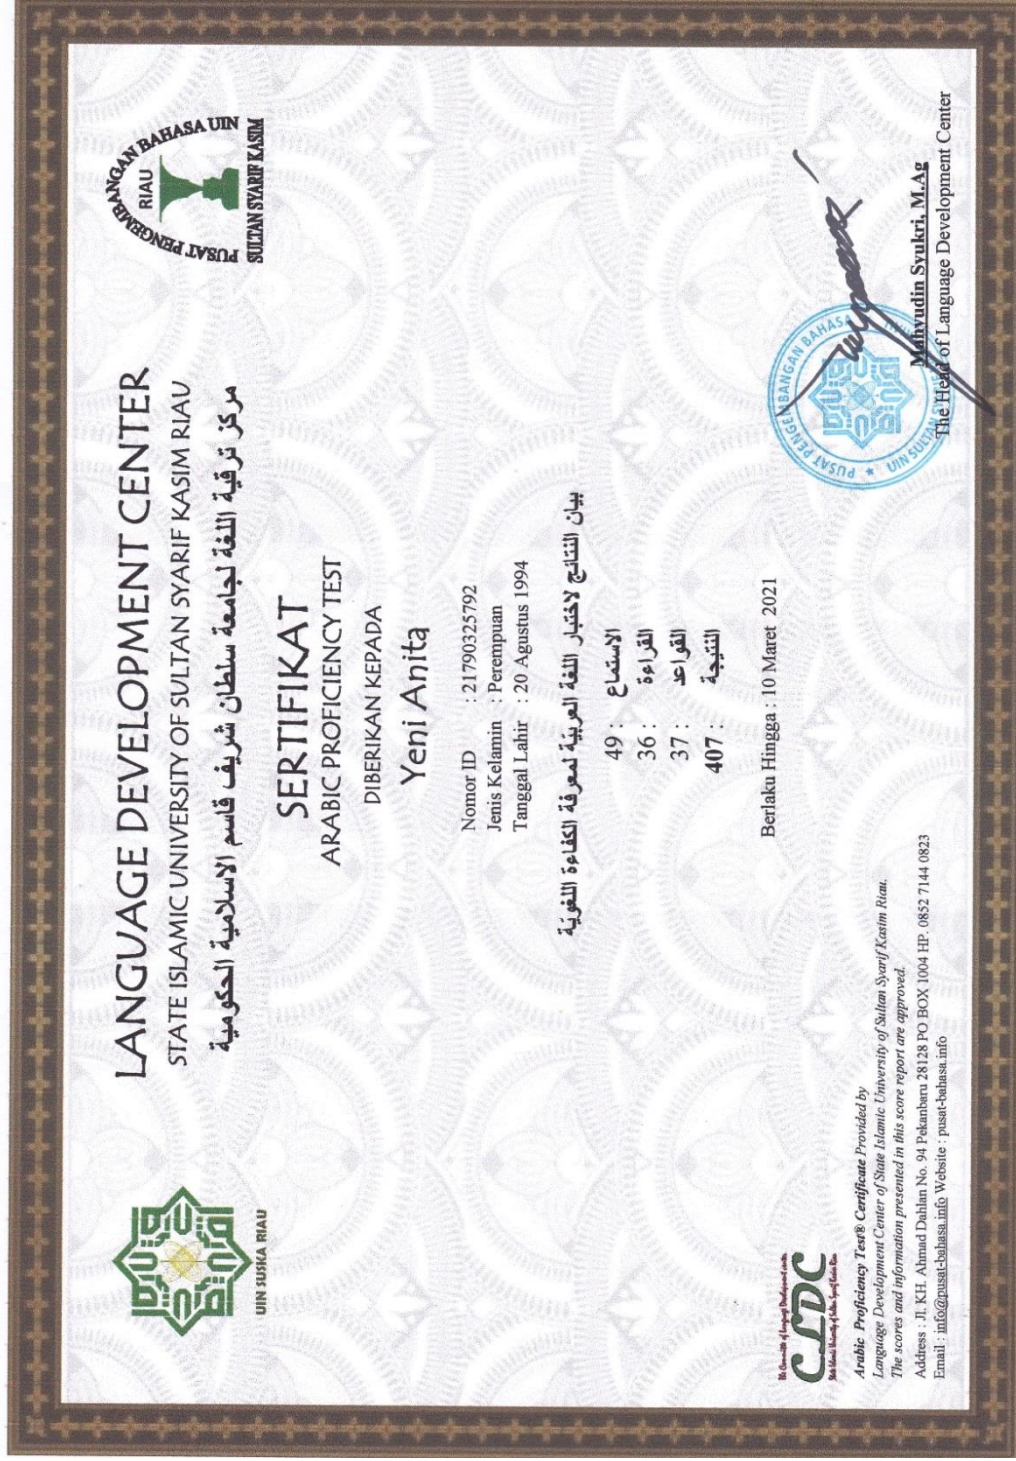 UIN SUSKA RIAU
LANGUAGE DEVELOPMENT CENTER
STATE ISLAMIC UNIVERSITY OF SULTAN SYARIF KASIM RIAU
مركز ترقية اللغة لجامعة سلطان شريف قاسم الاسلامية الحكومية
PUSAT PENGEMBANGAN BAHASA UIN
RIAU
SULTAN SYARIF KASIM
SERTIFIKAT
ARABIC PROFICIENCY TEST
DIBERIKAN KEPADA
Yeni Anita
Nomor ID : 21790325792
Jenis Kelamin : Perempuan
Tanggal Lahir : 20 Agustus 1994
بيان النتائج لاختبار اللغة العربية لمعرفة الكفاءة اللغوية
الاستماع : 49
القراءة : 36
القواعد : 37
النتيجة : 407
Berlaku Hingga : 10 Maret 2021
CLDC
Arabic Proficiency Test® Certificate Provided by
Language Development Center of State Islamic University of Sultan Syarif Kasim Riau.
The scores and information presented in this score report are approved.
Address : Jl. KH. Ahmad Dahlan No. 94 Pekanbaru 28128 PO BOX 1004 HP. 0852 7144 0823
Email : info@pusat-bahasa.info Website : pusat-bahasa.info
PUSAT PENGEMBANGAN BAHASA
UIN SULTAN
Mahyudin Syukri, M.Ag
The Head of Language Development Center